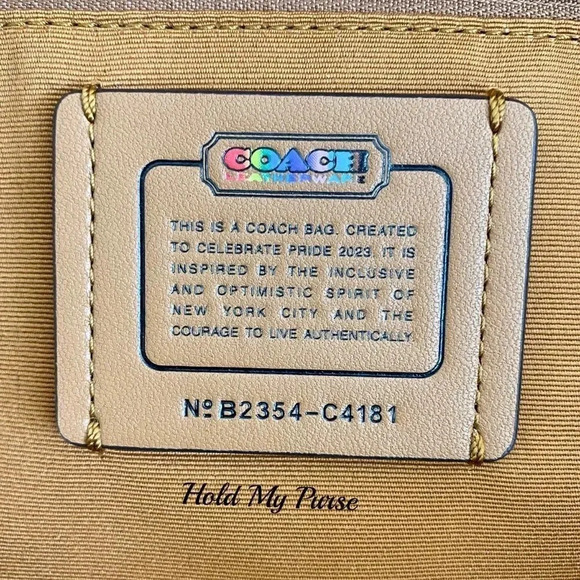 COACH
LEATHERWARE
THIS IS A COACH BAG. CREATED
TO CELEBRATE PRIDE 2023. IT IS
INSPIRED BY THE INCLUSIVE
AND OPTIMISTIC SPIRIT OF
NEW YORK CITY AND THE
COURAGE TO LIVE AUTHENTICALLY.
Nº B2354-C4181
Hold My Purse